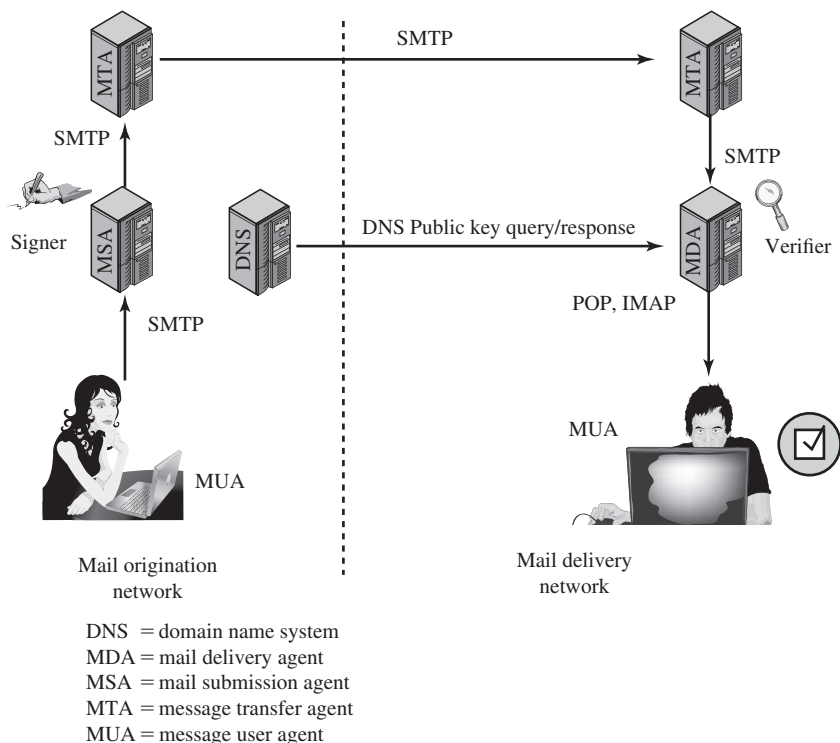 MTA
SMTP
MTA
SMTP
SMTP
Signer
MSA
DNS
DNS Public key query/response
MDA
Verifier
SMTP
POP, IMAP
MUA
MUA
Mail origination
network
Mail delivery
network
DNS = domain name system
MDA = mail delivery agent
MSA = mail submission agent
MTA = message transfer agent
MUA = message user agent